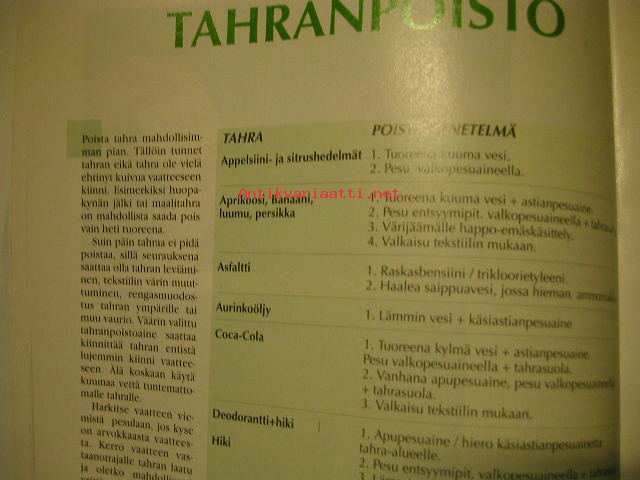 TAHRANPOISTO
Poista tahra mahdollisim-
man pian. Tällöin tunnet
tahran eikä tahra ole vielä
ehtinyt kuivua vaatteeseen
kiinni. Esimerkiksi huopa-
kynän jälki tai maalitahra
on mahdollista saada pois
vain heti tuoreena.
Suin päin tahraa ei pidä
poistaa, sillä seurauksena
saattaa olla tahran leviämi-
nen, tekstiilin värin muut-
tuminen, rengasmuodos-
tus tahran ympärille tai
muu vaurio. Väärin valittu
tahranpoistoaine saattaa
kiinnittää tahran entistä
lujemmin kiinni vaattee-
seen. Älä koskaan käytä
kuumaa vettä tuntematto-
malle tahralle.
Harkitse vaatteen vie-
mistä pesulaan, jos kyse
on arvokkaasta vaattees-
ta. Kerro vaatteen vas-
taanottajalle tahran laatu
ja oletko mahdollisesti
TAHRA
NETELMÄ
Appelsiini- ja sitrushedelmät
1. Tuoreena kuuma vesi.
2. Pesu valkopesuaineella.
Antikvariaatti.net
Aprikoosi, banaani,
luumu, persikka
1. Tuoreena kuuma vesi + astianpesuaine.
2. Pesu entsyymipit. valkopesuaineella +
3. Värijäämälle happo-emäskäsittely.
4. Valkaisu tekstiilin mukaan.
Asfaltti
1. Raskasbensiini / trikloorietyleeni.
2. Haalea saippuavesi, jossa hieman
Aurinkoöljy
1. Lämmin vesi + käsiastianpesuaine
Coca-Cola
1. Tuoreena kylmä vesi + astianpesuaine.
Pesu valkopesuaineella + tahrasuola.
2. Vanhana apupesuaine, pesu valkopesuaineella
+ tahrasuola.
3. Valkaisu tekstiilin mukaan.
Deodorantti+hiki
Hiki
1. Apupesuaine / hiero käsiastianpesuainetta
tahra-alueelle.
2. Pesu entsyymipit. valkopesuaineella +